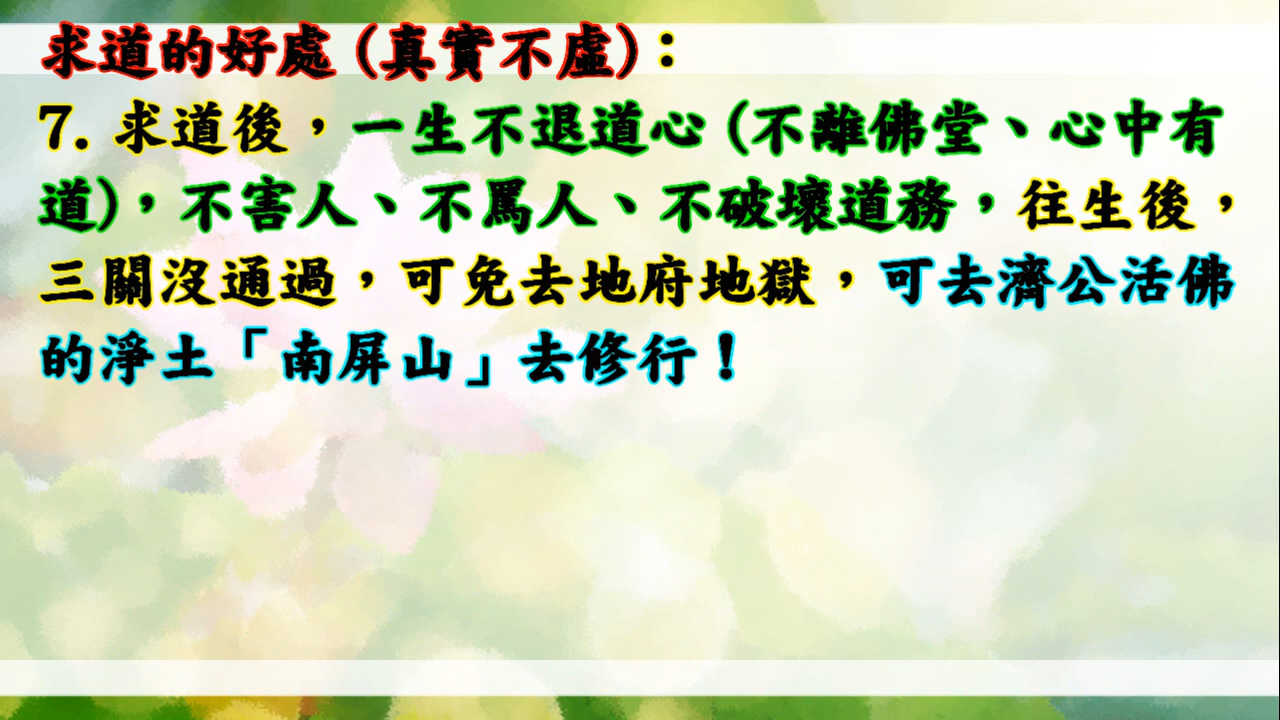 求道的好處(真實不虛)：
7.求道後，一生不退道心(不離佛堂、心中有
道)，不害人、不罵人、不破壞道務，往生後，
三關沒通過，可免去地府地獄，可去濟公活佛
的淨土「南屏山」去修行！